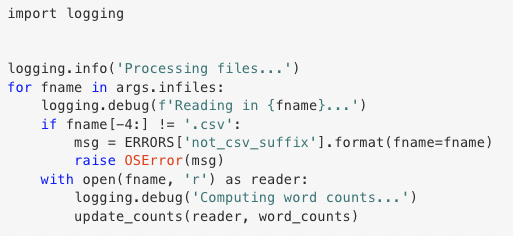 import logging
logging.info('Processing files...')
for fname in args.infiles:
    logging.debug(f'Reading in {fname}...')
    if fname[-4:] != '.csv':
        msg = ERRORS['not_csv_suffix'].format(fname=fname)
        raise OSError(msg)
    with open(fname, 'r') as reader:
        logging.debug('Computing word counts...')
        update_counts(reader, word_counts)